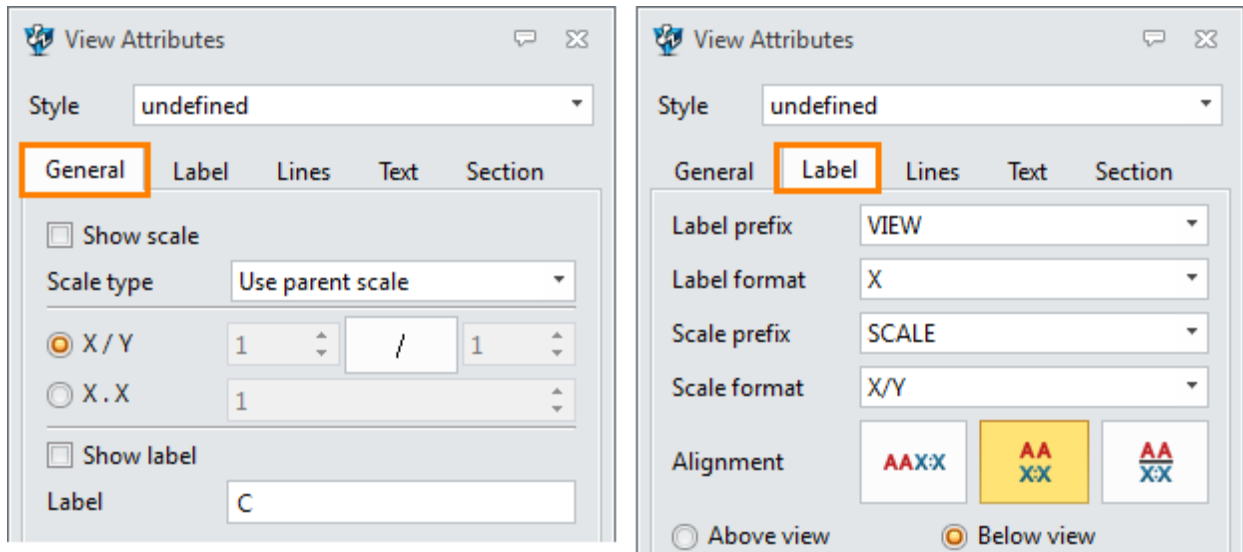 View Attributes
Style undefined
General Label Lines Text Section
Show scale
Scale type Use parent scale
X / Y 1 / 1
X . X 1
Show label
Label C
View Attributes
Style undefined
General Label Lines Text Section
Label prefix VIEW
Label format X
Scale prefix SCALE
Scale format X/Y
Alignment AAX:X AA X:X AA X:X
Above view Below view